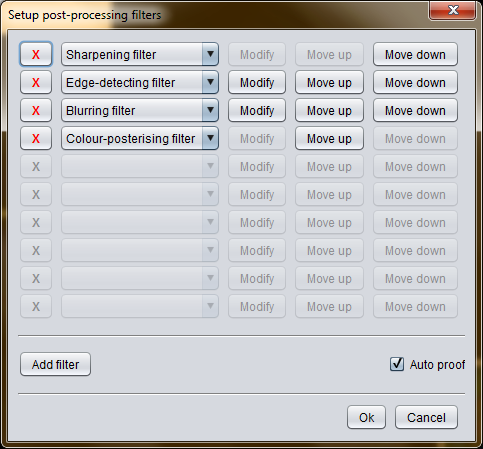 Setup post-processing filters
X Sharpening filter Modify Move up Move down
X Edge-detecting filter Modify Move up Move down
X Blurring filter Modify Move up Move down
X Colour-posterising filter Modify Move up Move down
X Modify Move up Move down
X Modify Move up Move down
X Modify Move up Move down
X Modify Move up Move down
X Modify Move up Move down
X Modify Move up Move down
Add filter Auto proof
Ok Cancel